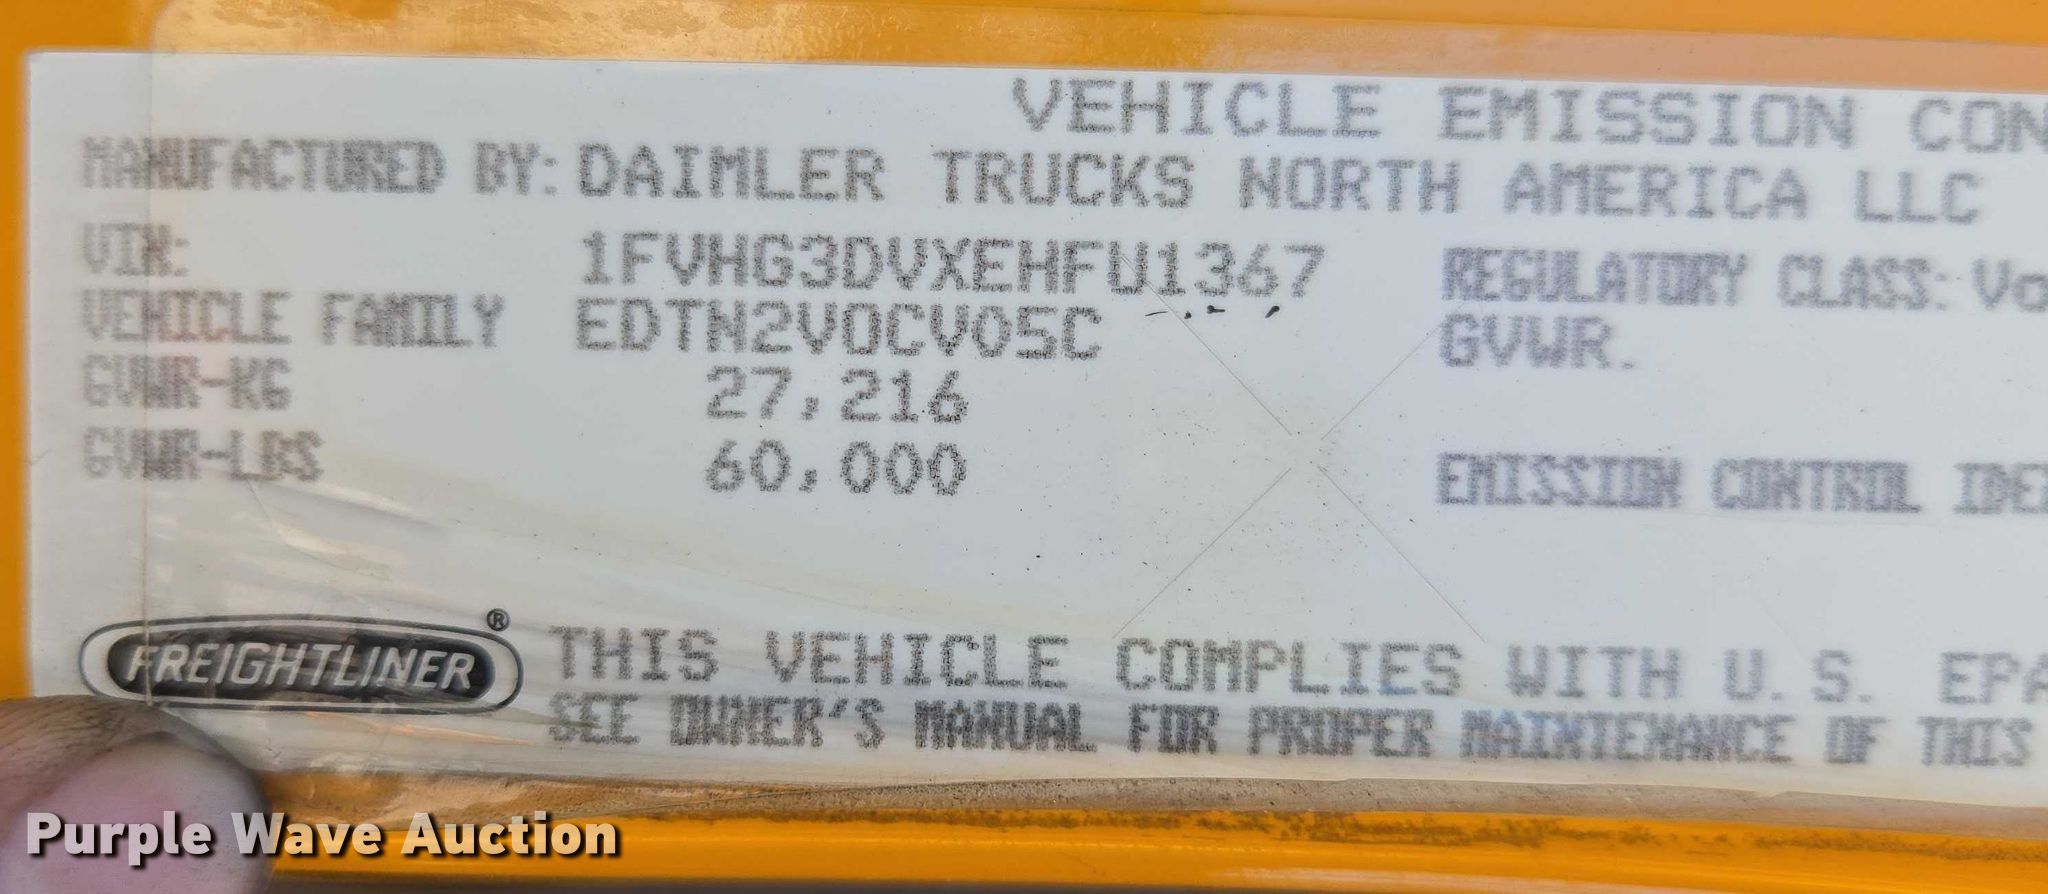 VEHICLE EMISSION CON
MANUFACTURED BY: DAIMLER TRUCKS NORTH AMERICA LLC
VIN: 1FVHG3DVXEHFU1367 REGULATORY CLASS: Vo
VEHICLE FAMILY EDTN2VOCV05C GVWR.
GVWR-KG 27,216
GVWR-LBS 60,000 EMISSION CONTROL IDE
FREIGHTLINER® THIS VEHICLE COMPLIES WITH U.S. EPA
SEE OWNER'S MANUAL FOR PROPER MAINTENANCE OF THIS
Purple Wave Auction